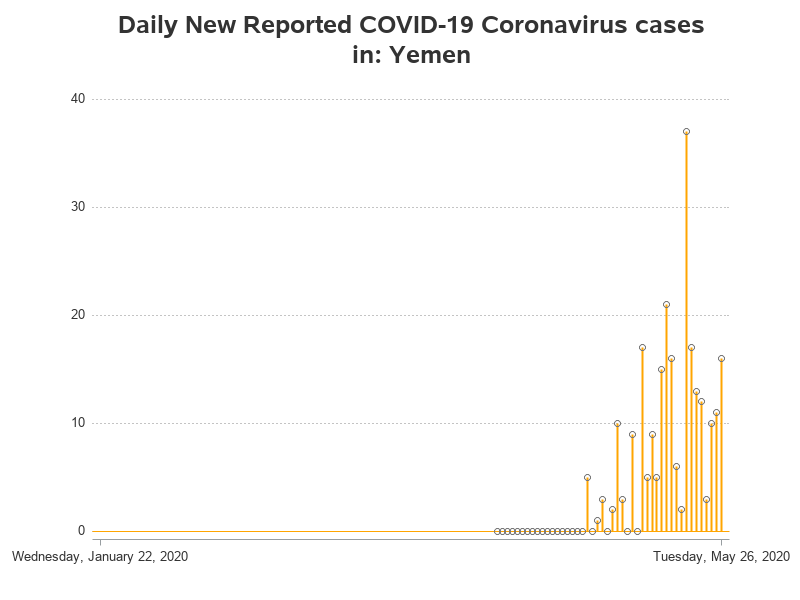 Daily New Reported COVID-19 Coronavirus cases
in: Yemen
40
30
20
10
0
Wednesday, January 22, 2020
Tuesday, May 26, 2020